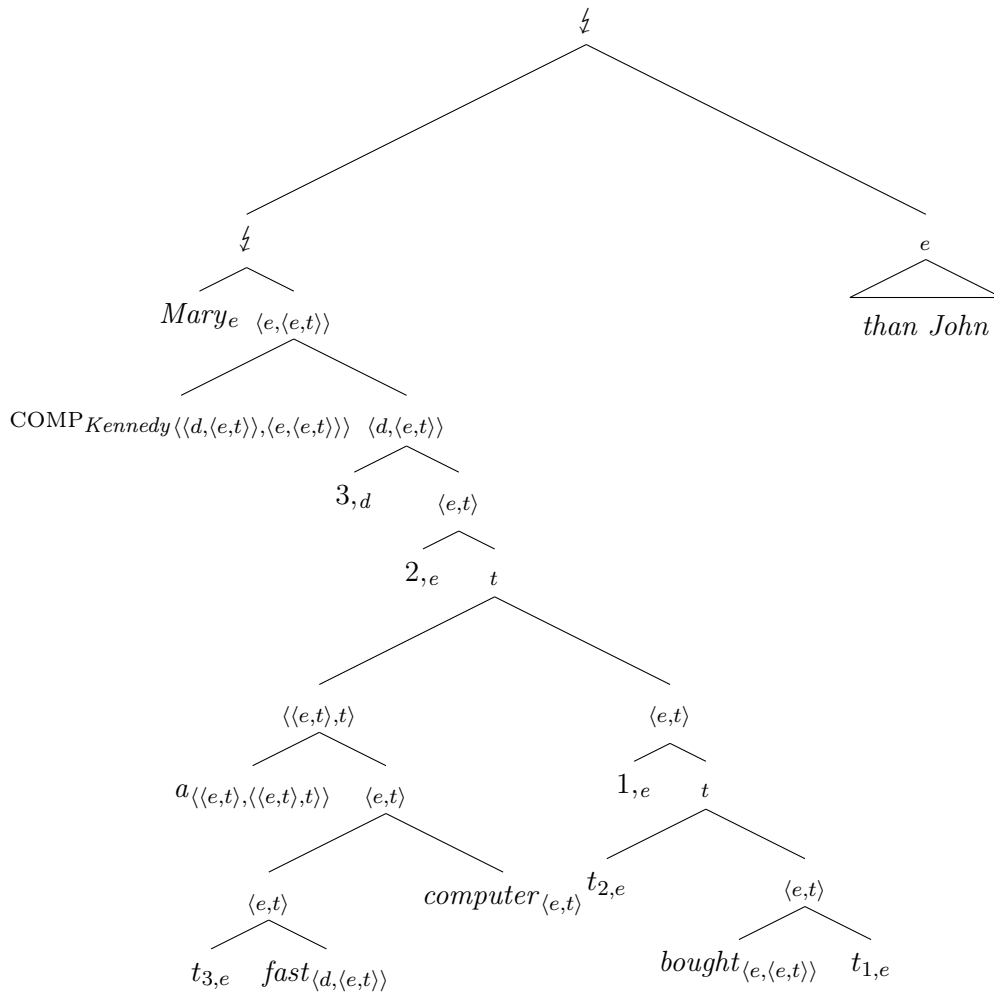 ↯
↯ e
Mary_e ⟨e,⟨e,t⟩⟩ than John
COMP_Kennedy⟨⟨d,⟨e,t⟩⟩,⟨e,⟨e,t⟩⟩⟩ ⟨d,⟨e,t⟩⟩
3,_d ⟨e,t⟩
2,_e t
⟨⟨e,t⟩,t⟩ ⟨e,t⟩
a_⟨⟨e,t⟩,⟨⟨e,t⟩,t⟩⟩ ⟨e,t⟩ 1,_e t
⟨e,t⟩ computer_⟨e,t⟩ t_2,e ⟨e,t⟩
t_3,e fast_⟨d,⟨e,t⟩⟩ bought_⟨e,⟨e,t⟩⟩ t_1,e